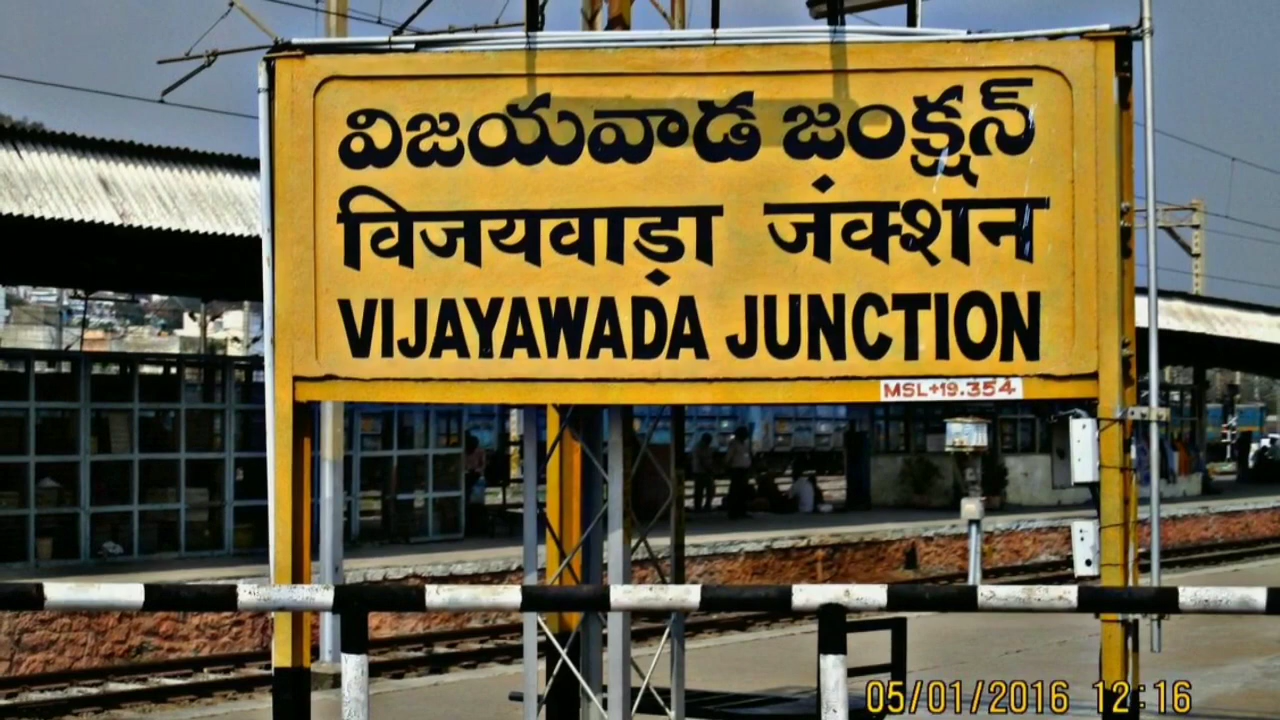 విజయవాడ జంక్షన్
विजयवाड़ा जंक्शन
VIJAYAWADA JUNCTION
MSL+19.354
05/01/2016 12:16